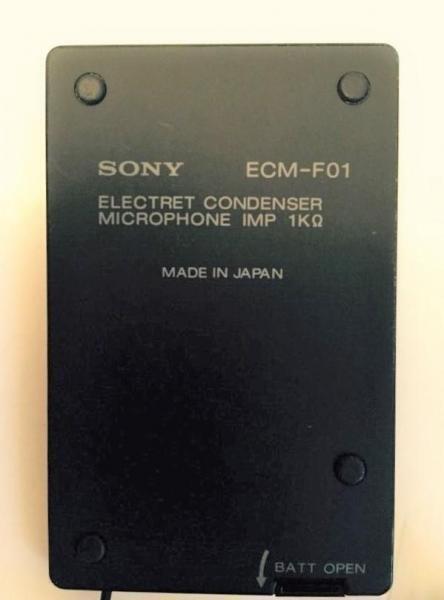 SONY ECM-F01
ELECTRET CONDENSER
MICROPHONE IMP 1KΩ
MADE IN JAPAN
BATT OPEN